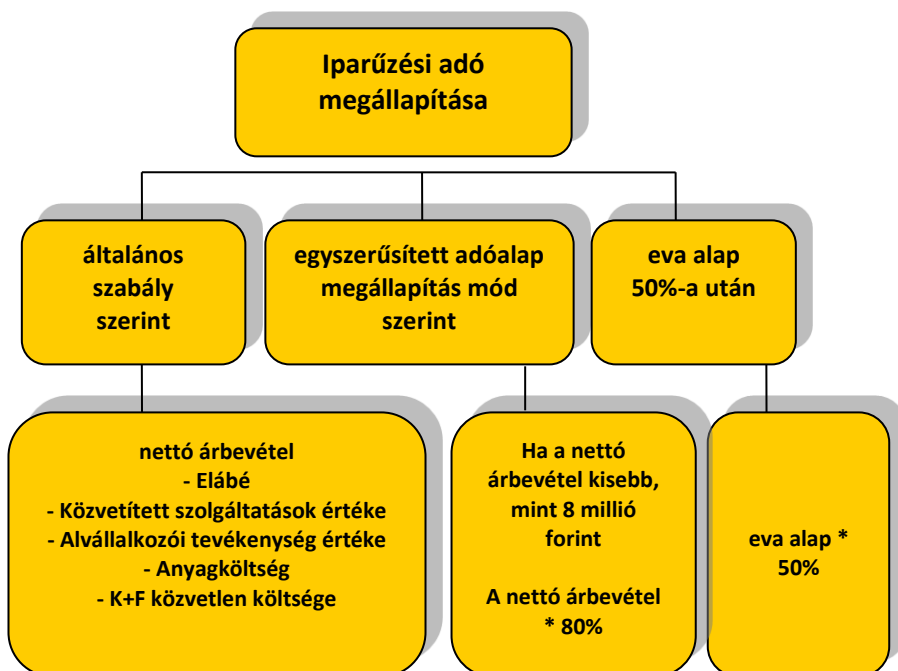 Iparűzési adó
megállapítása
általános
szabály
szerint
egyszerűsített adóalap
megállapítás mód
szerint
eva alap
50%-a után
nettó árbevétel
- Elábé
- Közvetített szolgáltatások értéke
- Alvállalkozói tevékenység értéke
- Anyagköltség
- K+F közvetlen költsége
Ha a nettó
árbevétel kisebb,
mint 8 millió
forint
A nettó árbevétel
* 80%
eva alap *
50%